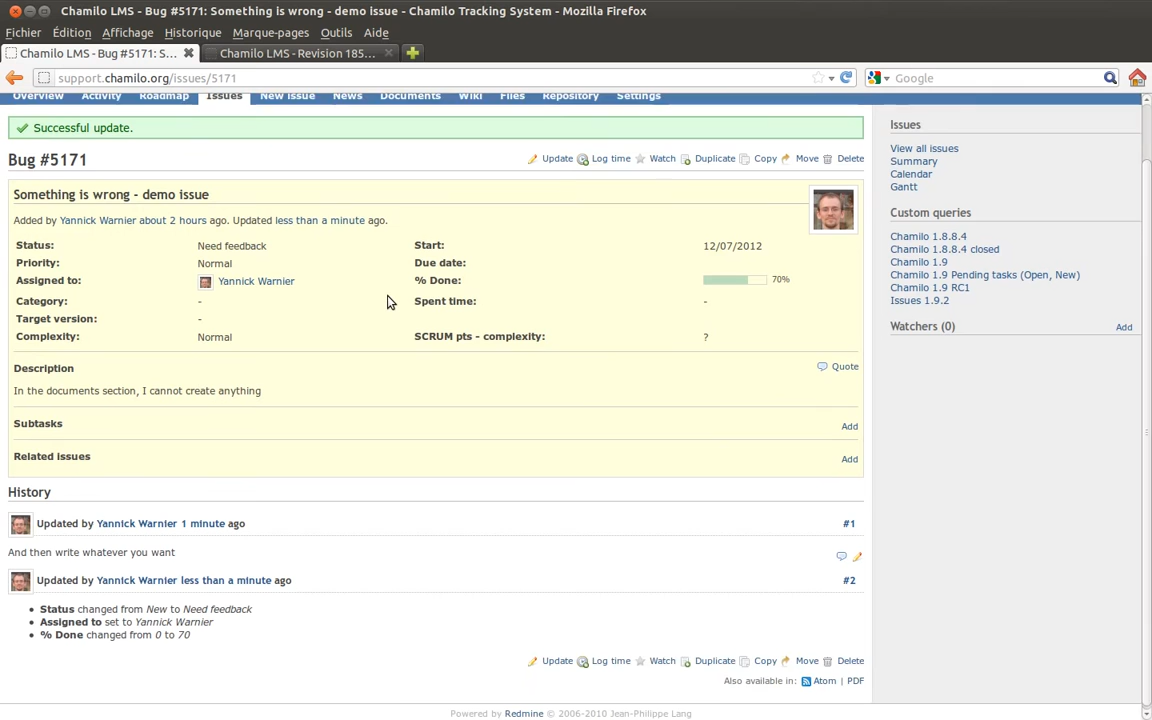 Chamilo LMS - Bug #5171: Something is wrong - demo issue - Chamilo Tracking System - Mozilla Firefox
Fichier Édition Affichage Historique Marque-pages Outils Aide
Chamilo LMS - Bug #5171: S... Chamilo LMS - Revision 185...
support.chamilo.org/issues/5171 Google
Overview Activity Roadmap Issues New issue News Documents Wiki Files Repository Settings
Successful update.
Bug #5171 Update Log time Watch Duplicate Copy Move Delete
Something is wrong - demo issue
Added by Yannick Warnier about 2 hours ago. Updated less than a minute ago.
Status: Need feedback Start: 12/07/2012
Priority: Normal Due date:
Assigned to: Yannick Warnier % Done: 70%
Category: - Spent time: -
Target version: -
Complexity: Normal SCRUM pts - complexity: ?
Description Quote
In the documents section, I cannot create anything
Subtasks Add
Related issues Add
History
Updated by Yannick Warnier 1 minute ago #1
And then write whatever you want
Updated by Yannick Warnier less than a minute ago #2
• Status changed from New to Need feedback
• Assigned to set to Yannick Warnier
• % Done changed from 0 to 70
Update Log time Watch Duplicate Copy Move Delete
Also available in: Atom | PDF
Powered by Redmine © 2006-2010 Jean-Philippe Lang
Issues
View all issues
Summary
Calendar
Gantt
Custom queries
Chamilo 1.8.8.4
Chamilo 1.8.8.4 closed
Chamilo 1.9
Chamilo 1.9 Pending tasks (Open, New)
Chamilo 1.9 RC1
Issues 1.9.2
Watchers (0) Add